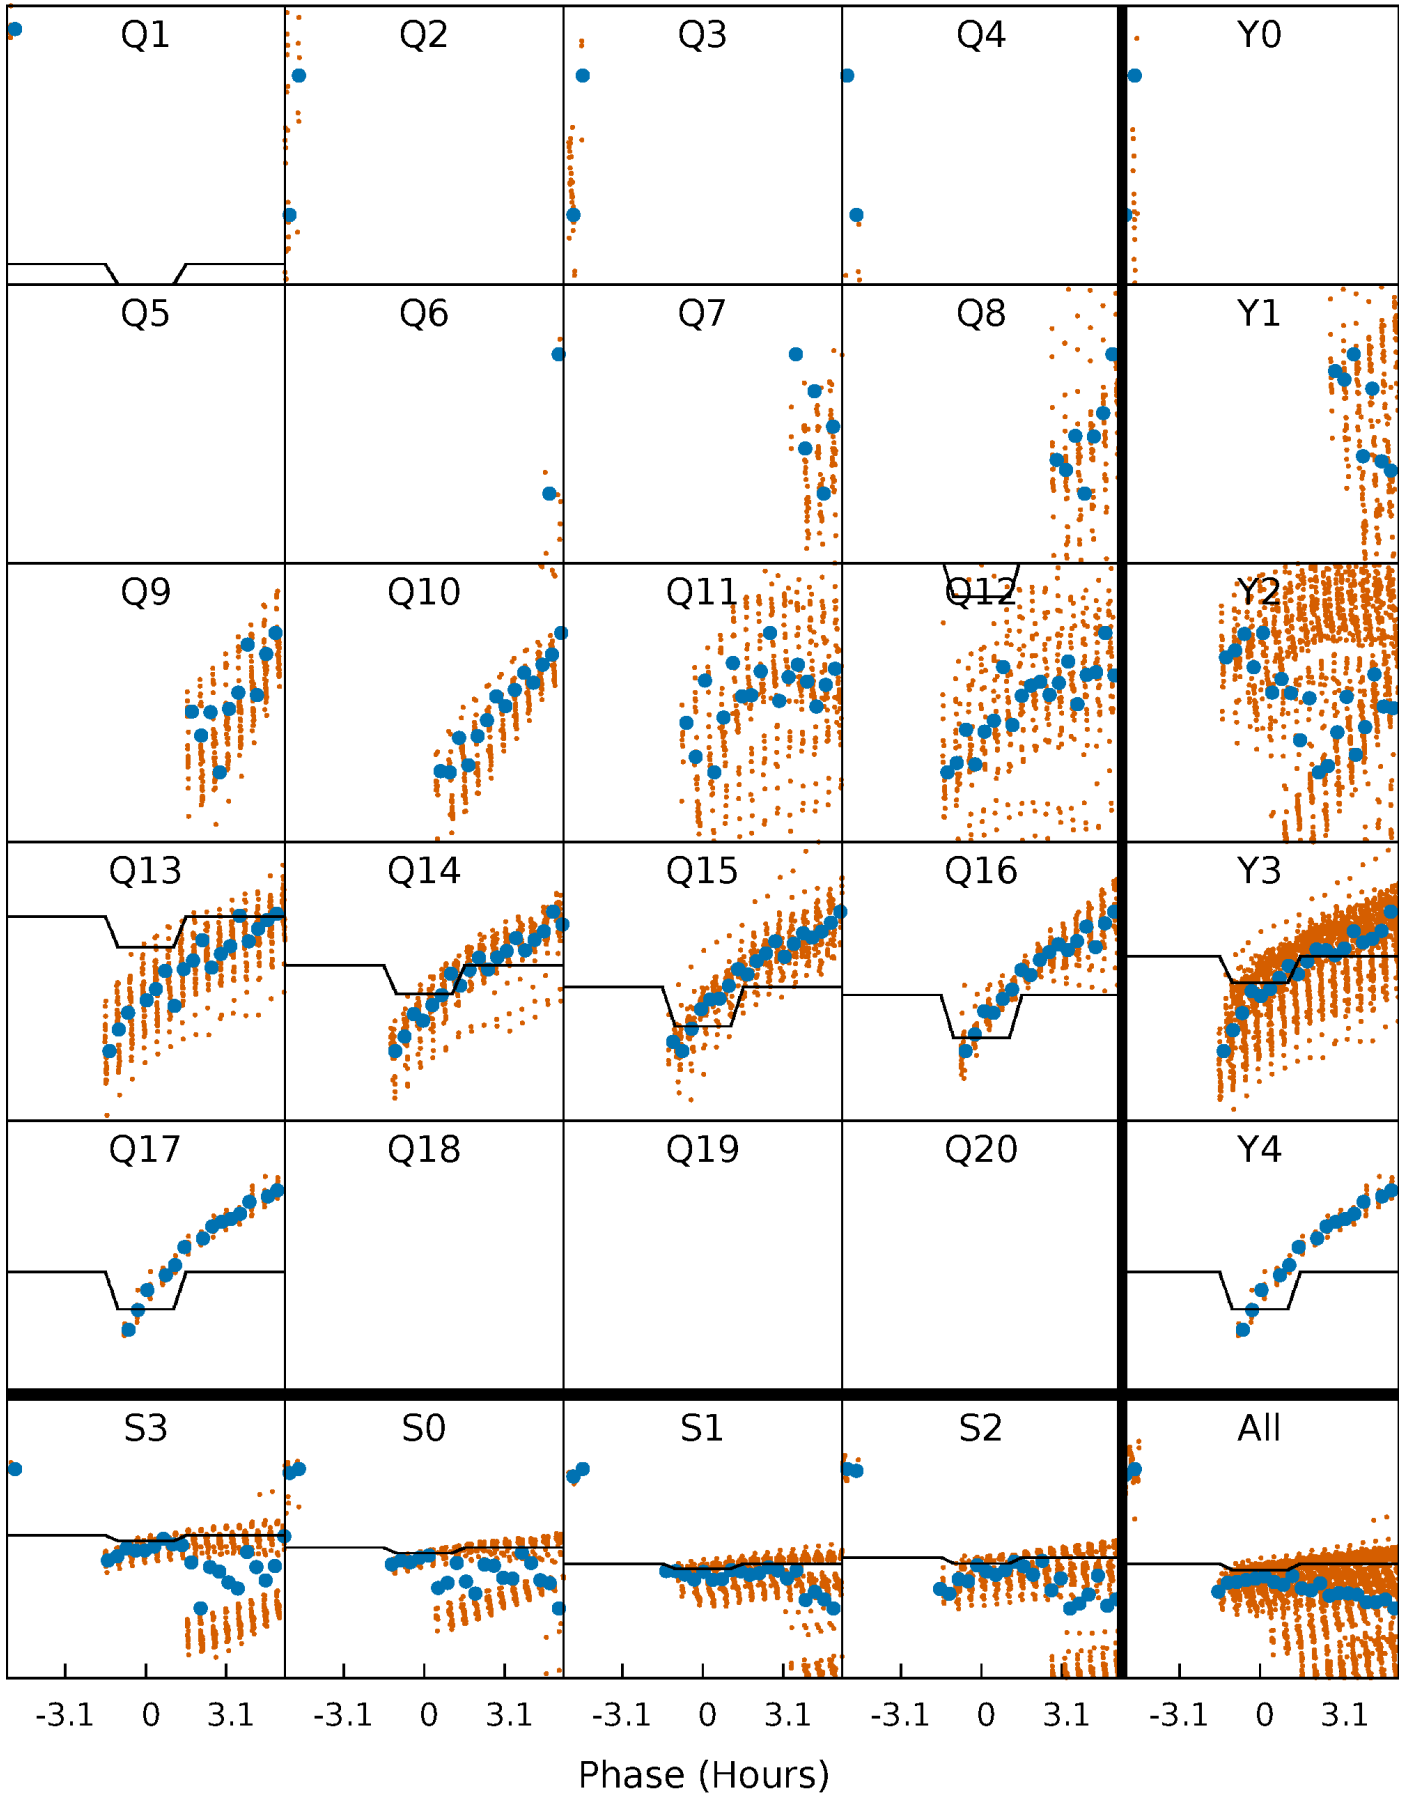 Q1 Q2 Q3 Q4 Y0
Q5 Q6 Q7 Q8 Y1
Q9 Q10 Q11 Q12 Y2
Q13 Q14 Q15 Q16 Y3
Q17 Q18 Q19 Q20 Y4
S3 S0 S1 S2 All
-3.1 0 3.1 -3.1 0 3.1 -3.1 0 3.1 -3.1 0 3.1 -3.1 0 3.1
Phase (Hours)